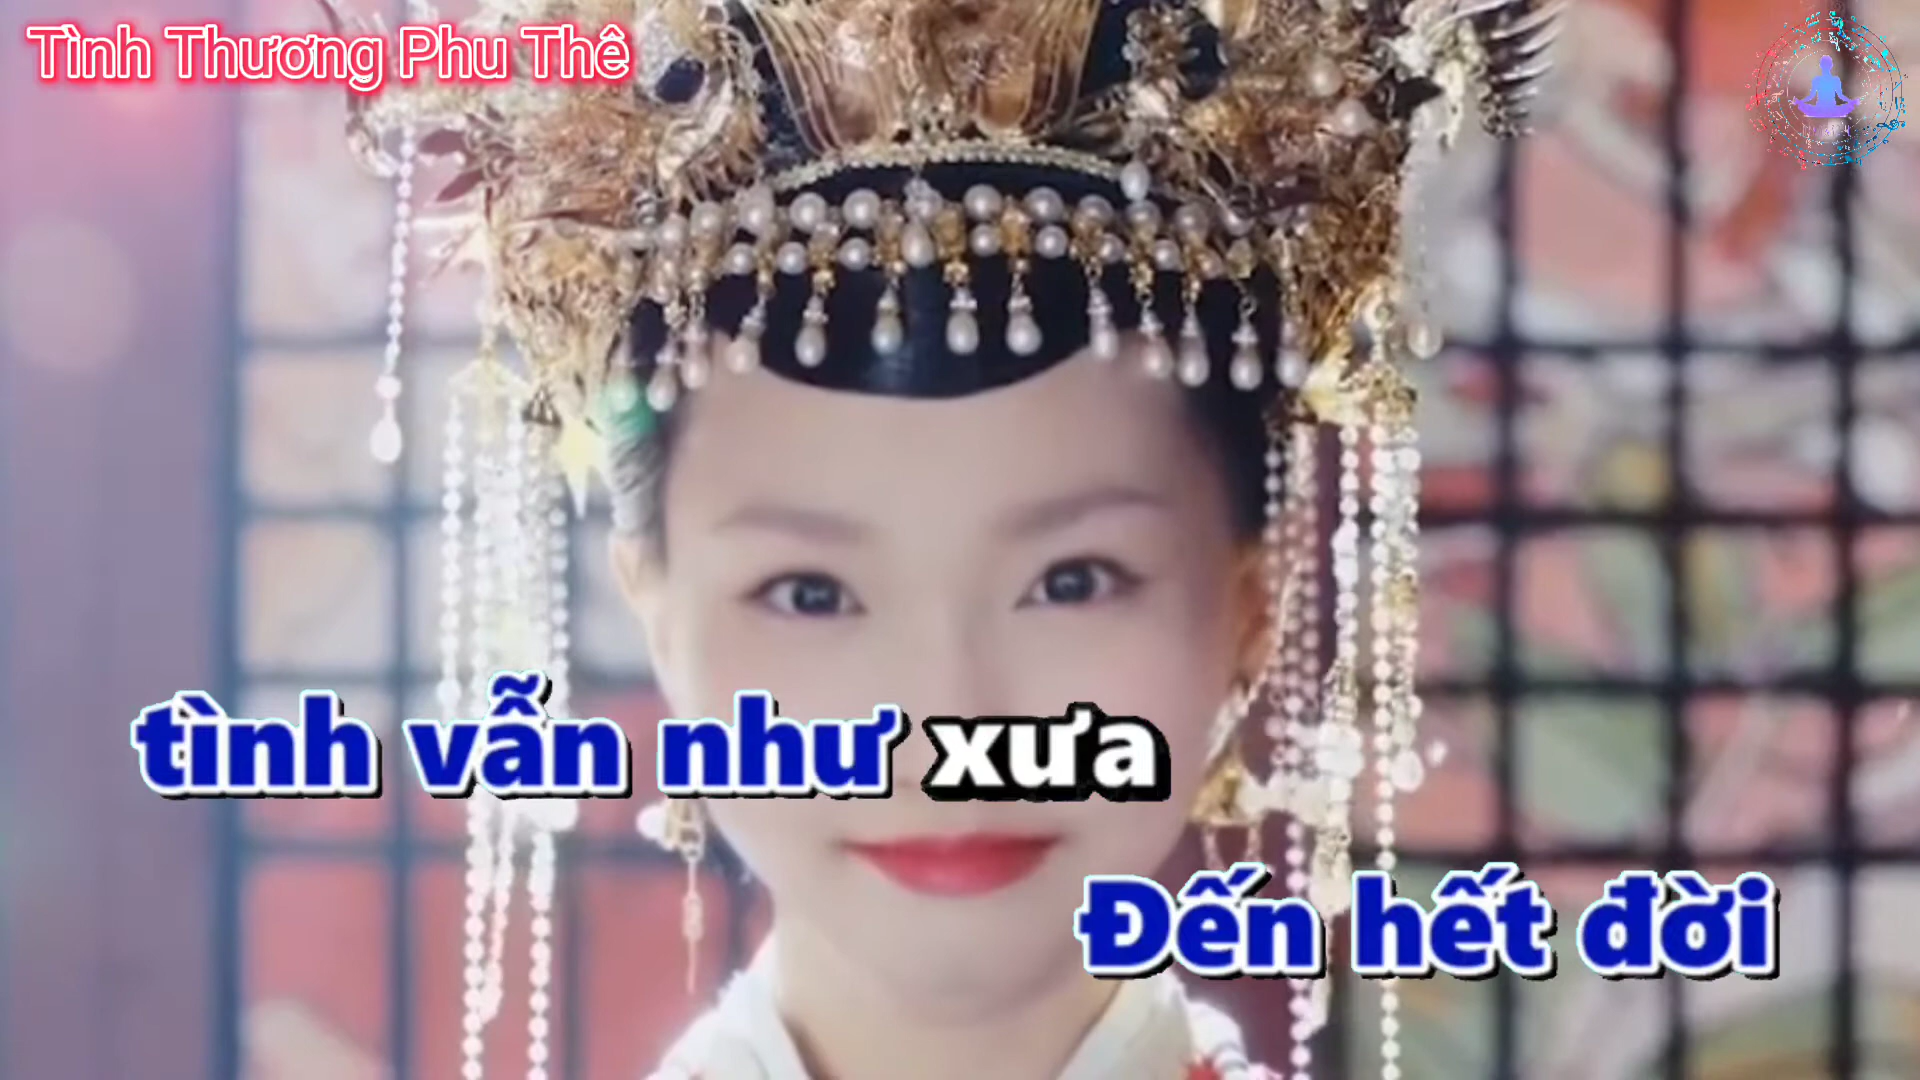 Tình Thương Phu Thê
tình vẫn như xưa
Đến hết đời